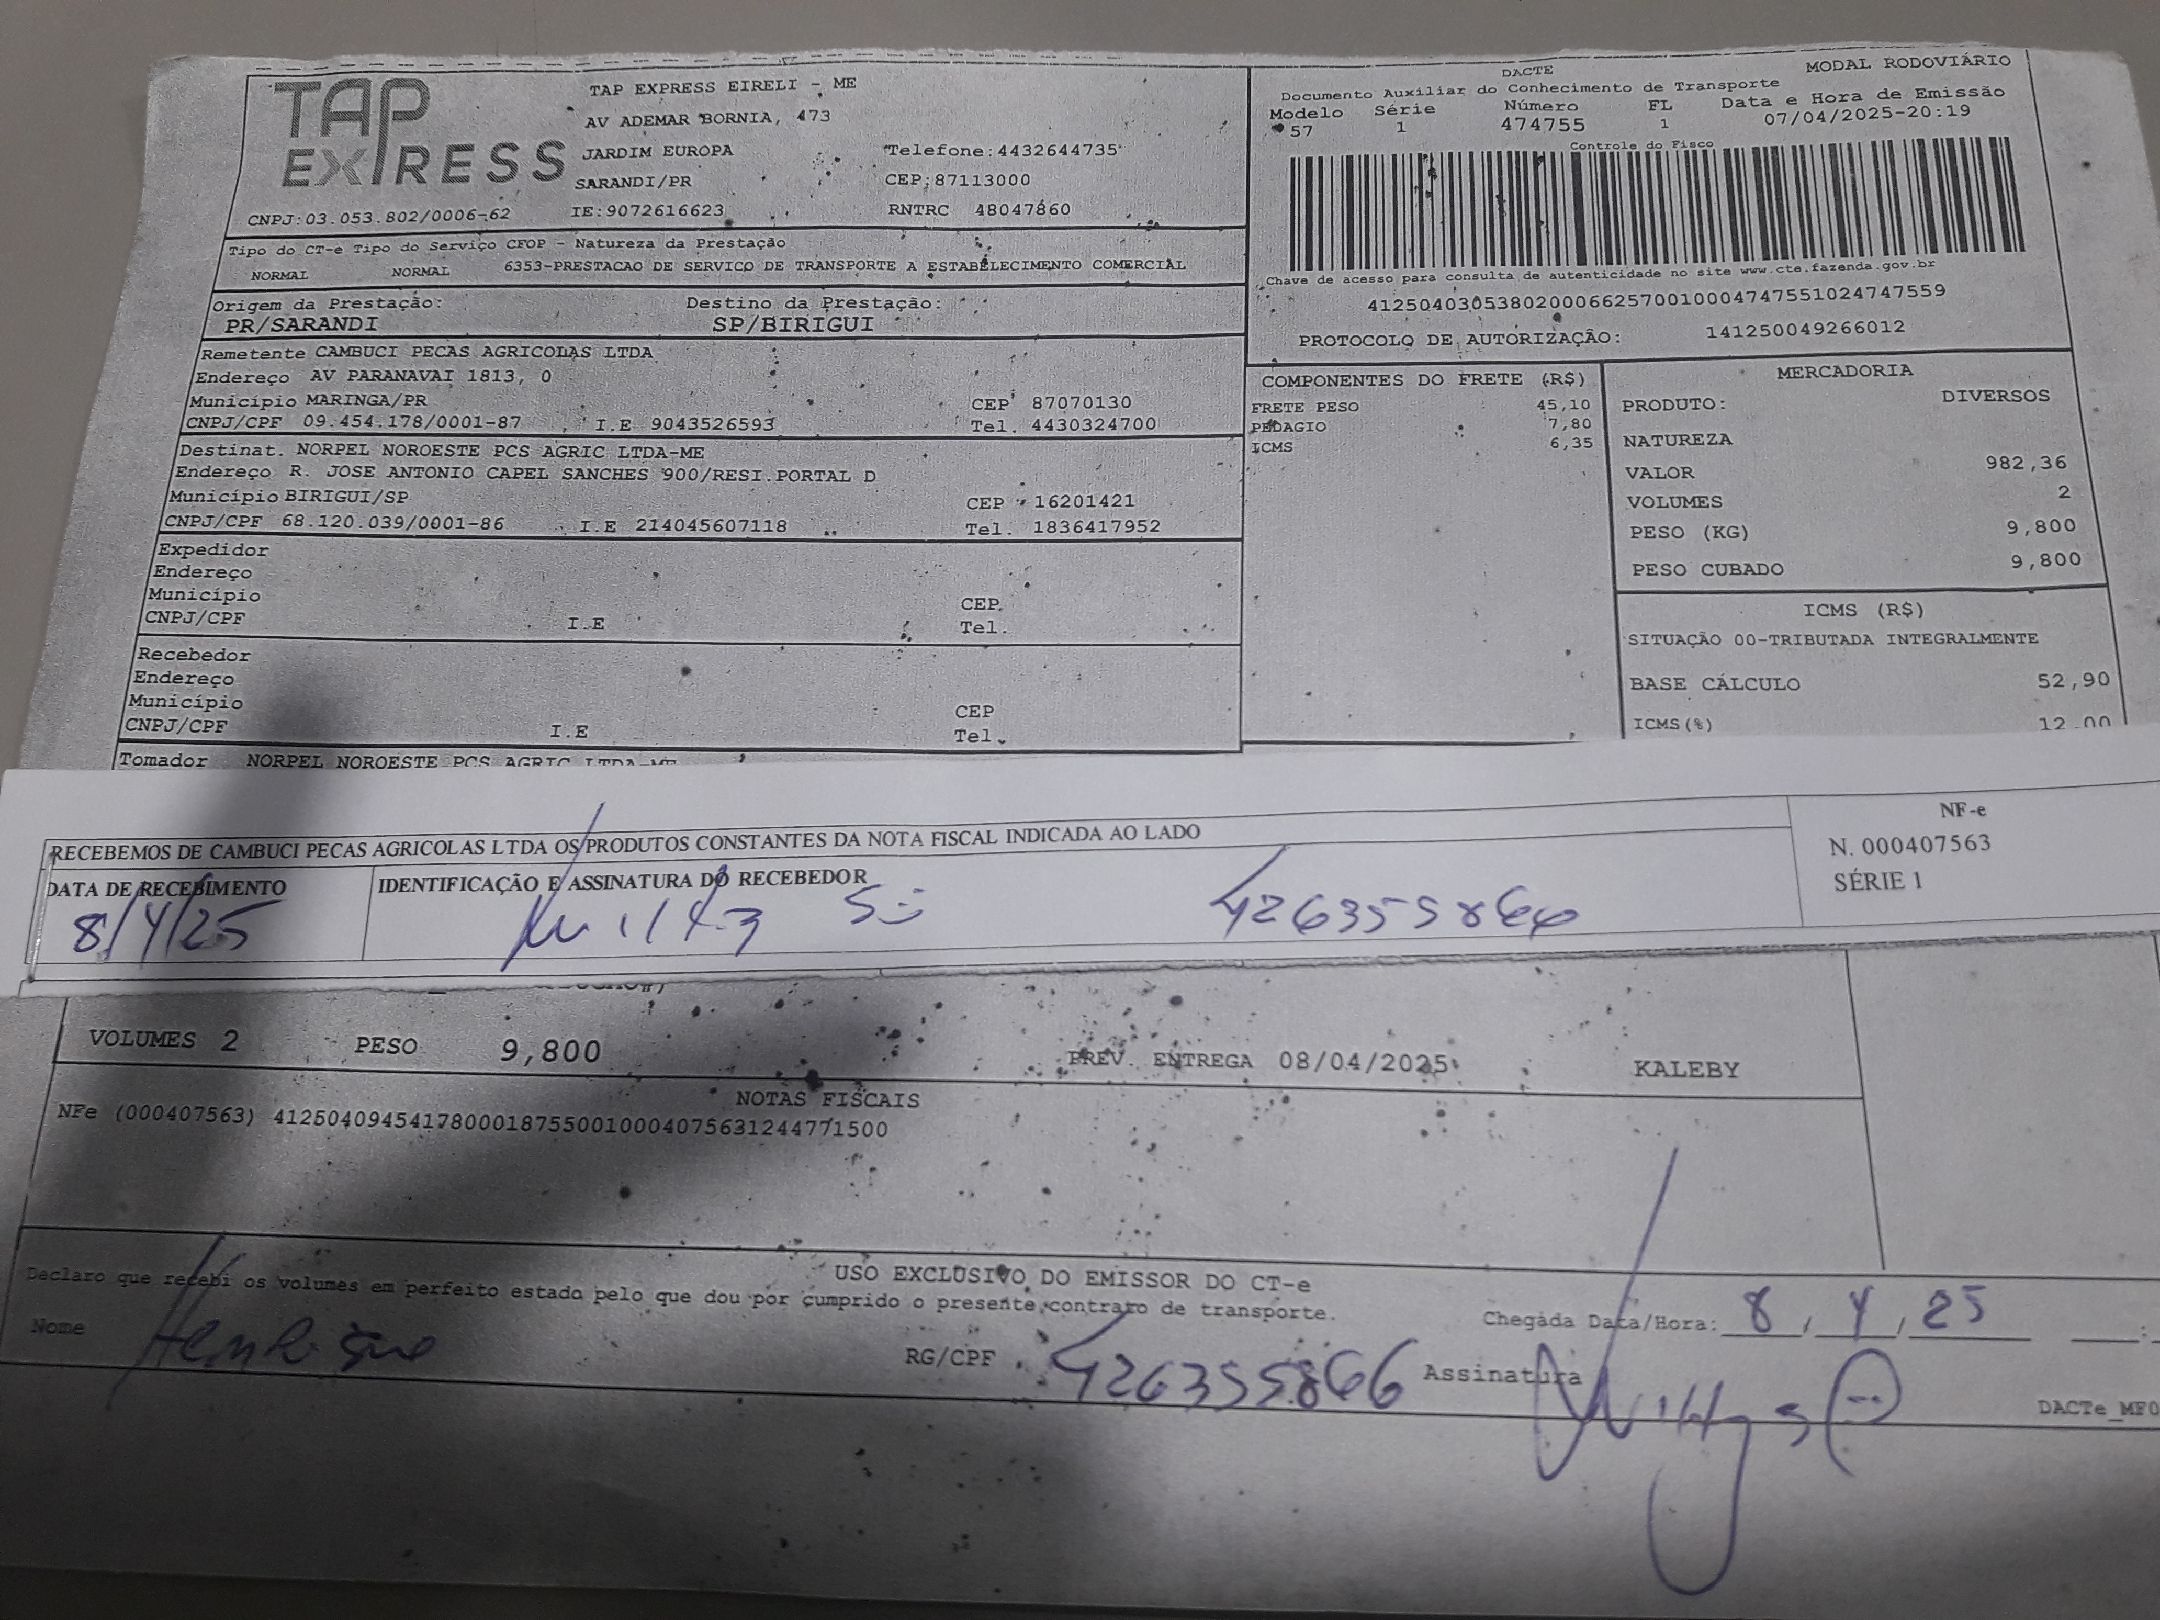 TAP EXPRESS
TAP EXPRESS EIRELI - ME
AV ADEMAR BORNIA, 473
JARDIM EUROPA Telefone:4432644735
SARANDI/PR CEP:87113000
CNPJ:03.053.802/0006-62 IE:9072616623 RNTRC 48047860
DACTE MODAL RODOVIÁRIO
Documento Auxiliar do Conhecimento de Transporte
Modelo Série Número FL Data e Hora de Emissão
57 1 474755 1 07/04/2025-20:19
Controle do Fisco
Chave de acesso para consulta de autenticidade no site www.cte.fazenda.gov.br
41250403053802000662570010004747551024747559
PROTOCOLO DE AUTORIZAÇÃO: 141250049266012
Tipo do CT-e Tipo do Serviço CFOP - Natureza da Prestação
NORMAL NORMAL 6353-PRESTACAO DE SERVICO DE TRANSPORTE A ESTABELECIMENTO COMERCIAL
Origem da Prestação: Destino da Prestação:
PR/SARANDI SP/BIRIGUI
Remetente CAMBUCI PECAS AGRICOLAS LTDA
Endereço AV PARANAVAI 1813, 0
Município MARINGA/PR CEP 87070130
CNPJ/CPF 09.454.178/0001-87 I.E 9043526593 Tel. 4430324700
Destinat. NORPEL NOROESTE PCS AGRIC LTDA-ME
Endereço R. JOSE ANTONIO CAPEL SANCHES 900/RESI.PORTAL D
Município BIRIGUI/SP CEP 16201421
CNPJ/CPF 68.120.039/0001-86 I.E 214045607118 Tel. 1836417952
Expedidor
Endereço
Município CEP
CNPJ/CPF I.E Tel.
Recebedor
Endereço
Município CEP
CNPJ/CPF I.E Tel.
Tomador NORPEL NOROESTE PCS AGRIC LTDA-ME
COMPONENTES DO FRETE (R$)
FRETE PESO 45,10
PEDAGIO 7,80
ICMS 6,35
MERCADORIA
PRODUTO: DIVERSOS
NATUREZA
VALOR 982,36
VOLUMES 2
PESO (KG) 9,800
PESO CUBADO 9,800
ICMS (R$)
SITUAÇÃO 00-TRIBUTADA INTEGRALMENTE
BASE CÁLCULO 52,90
ICMS(%) 12,00
RECEBEMOS DE CAMBUCI PECAS AGRICOLAS LTDA OS PRODUTOS CONSTANTES DA NOTA FISCAL INDICADA AO LADO
DATA DE RECEBIMENTO IDENTIFICAÇÃO E ASSINATURA DO RECEBEDOR
8/4/25 426355866
NF-e
N. 000407563
SÉRIE 1
VOLUMES 2 PESO 9,800 PREV. ENTREGA 08/04/2025 KALEBY
NOTAS FISCAIS
NFe (000407563) 41250409454178000187550010004075631244771500
USO EXCLUSIVO DO EMISSOR DO CT-e
Declaro que recebi os volumes em perfeito estado pelo que dou por cumprido o presente contrato de transporte.
Chegada Data/Hora: 8/4/25 :
Nome Henrique RG/CPF 426355866 Assinatura
DACTe_MF0